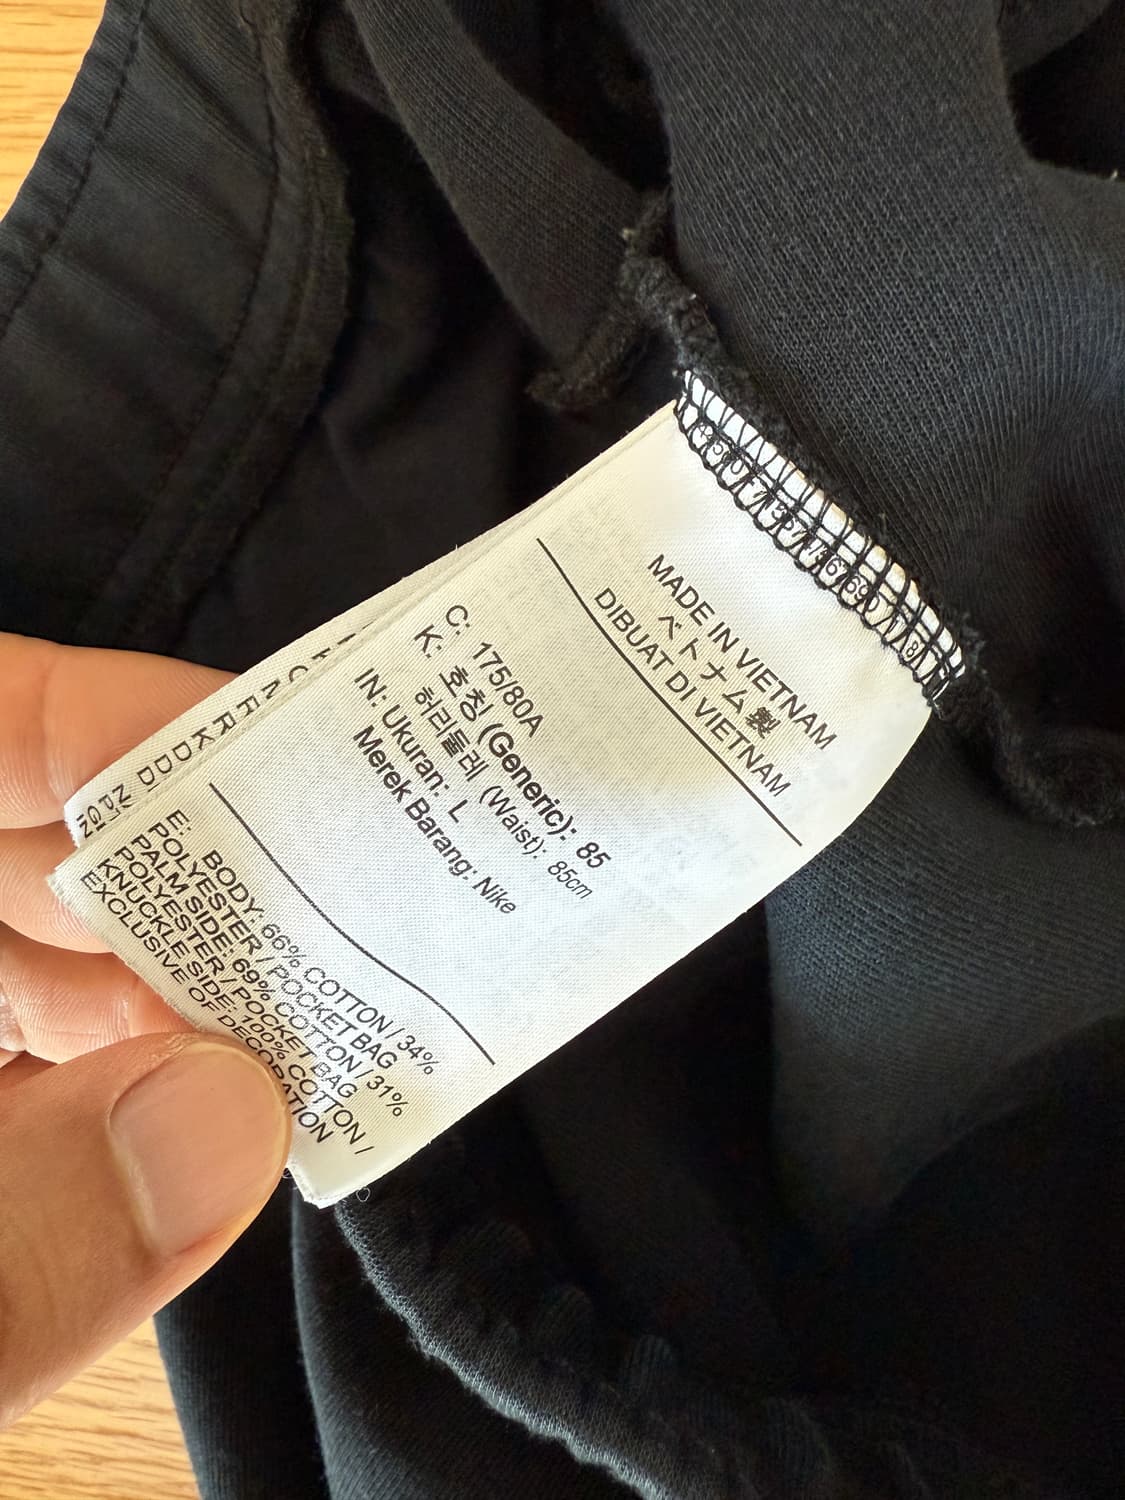 MADE IN VIETNAM
ベトナム製
DIBUAT DI VIETNAM
C: 175/80A
K: 호칭 (Generic): 85
허리둘레 (Waist): 85cm
IN: Ukuran: L
Merek Barang: Nike
E: BODY: 66% COTTON / 34%
POLYESTER / POCKET BAG
PALM SIDE: 69% COTTON / 31%
POLYESTER / POCKET BAG
KNUCKLE SIDE: 100% COTTON /
EXCLUSIVE OF DECORATION